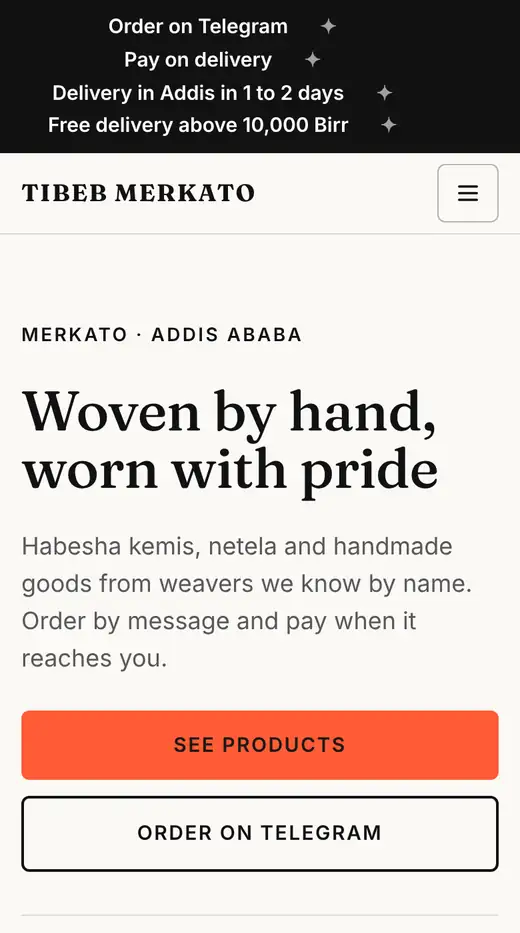 Order on Telegram ✦
Pay on delivery ✦
Delivery in Addis in 1 to 2 days ✦
Free delivery above 10,000 Birr ✦
TIBEB MERKATO
MERKATO · ADDIS ABABA
Woven by hand,
worn with pride
Habesha kemis, netela and handmade
goods from weavers we know by name.
Order by message and pay when it
reaches you.
SEE PRODUCTS
ORDER ON TELEGRAM